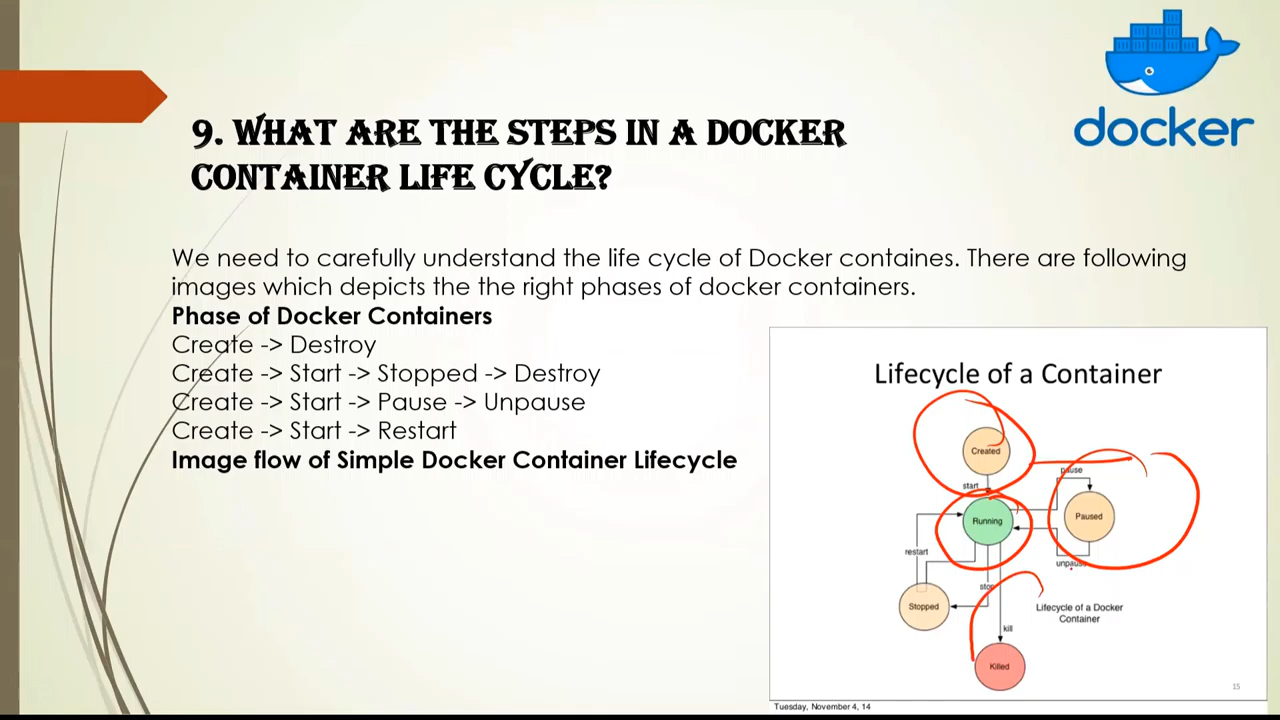 docker
9. WHAT ARE THE STEPS IN A DOCKER
CONTAINER LIFE CYCLE?
We need to carefully understand the life cycle of Docker containes. There are following
images which depicts the the right phases of docker containers.
Phase of Docker Containers
Create -> Destroy
Create -> Start -> Stopped -> Destroy
Create -> Start -> Pause -> Unpause
Create -> Start -> Restart
Image flow of Simple Docker Container Lifecycle
Lifecycle of a Container
Created
pause
start
Running
Paused
restart
unpause
stop
Stopped
Lifecycle of a Docker
Container
kill
Killed
15
Tuesday, November 4, 14